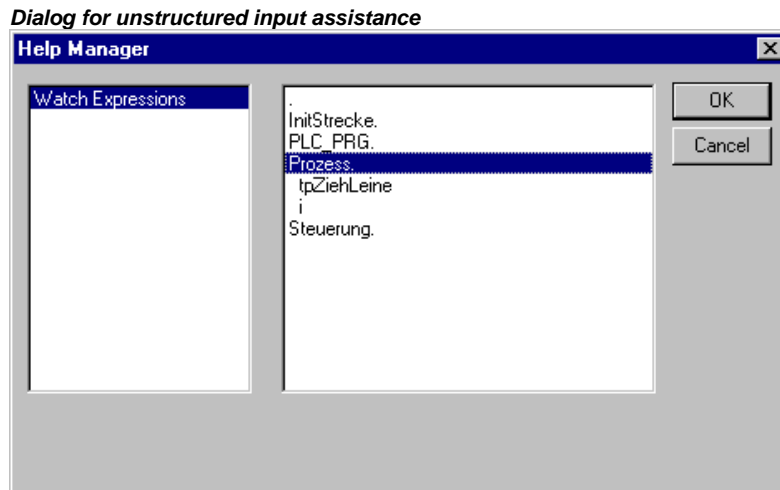 Dialog for unstructured input assistance
Help Manager
Watch Expressions
.
InitStrecke.
PLC_PRG.
Prozess.
tpZiehLeine
i
Steuerung.
OK
Cancel